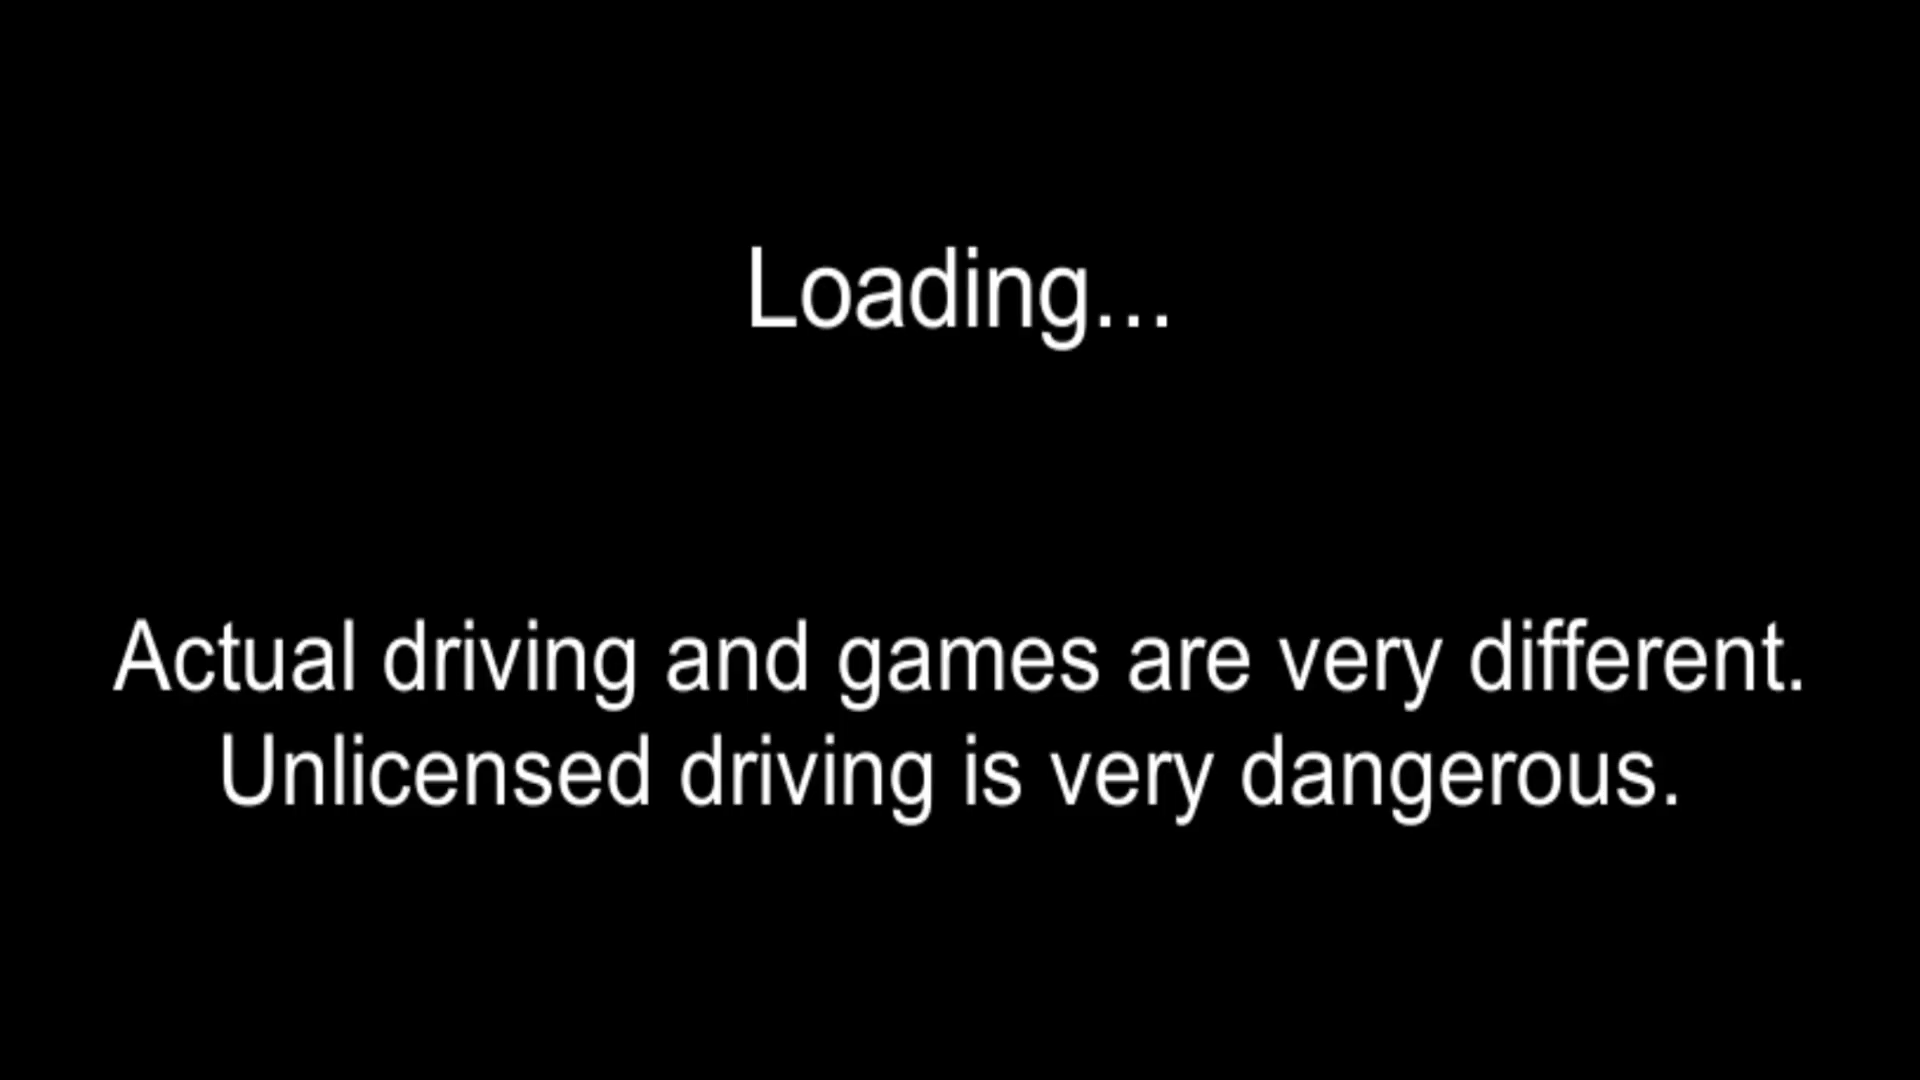 Loading...
Actual driving and games are very different.
Unlicensed driving is very dangerous.